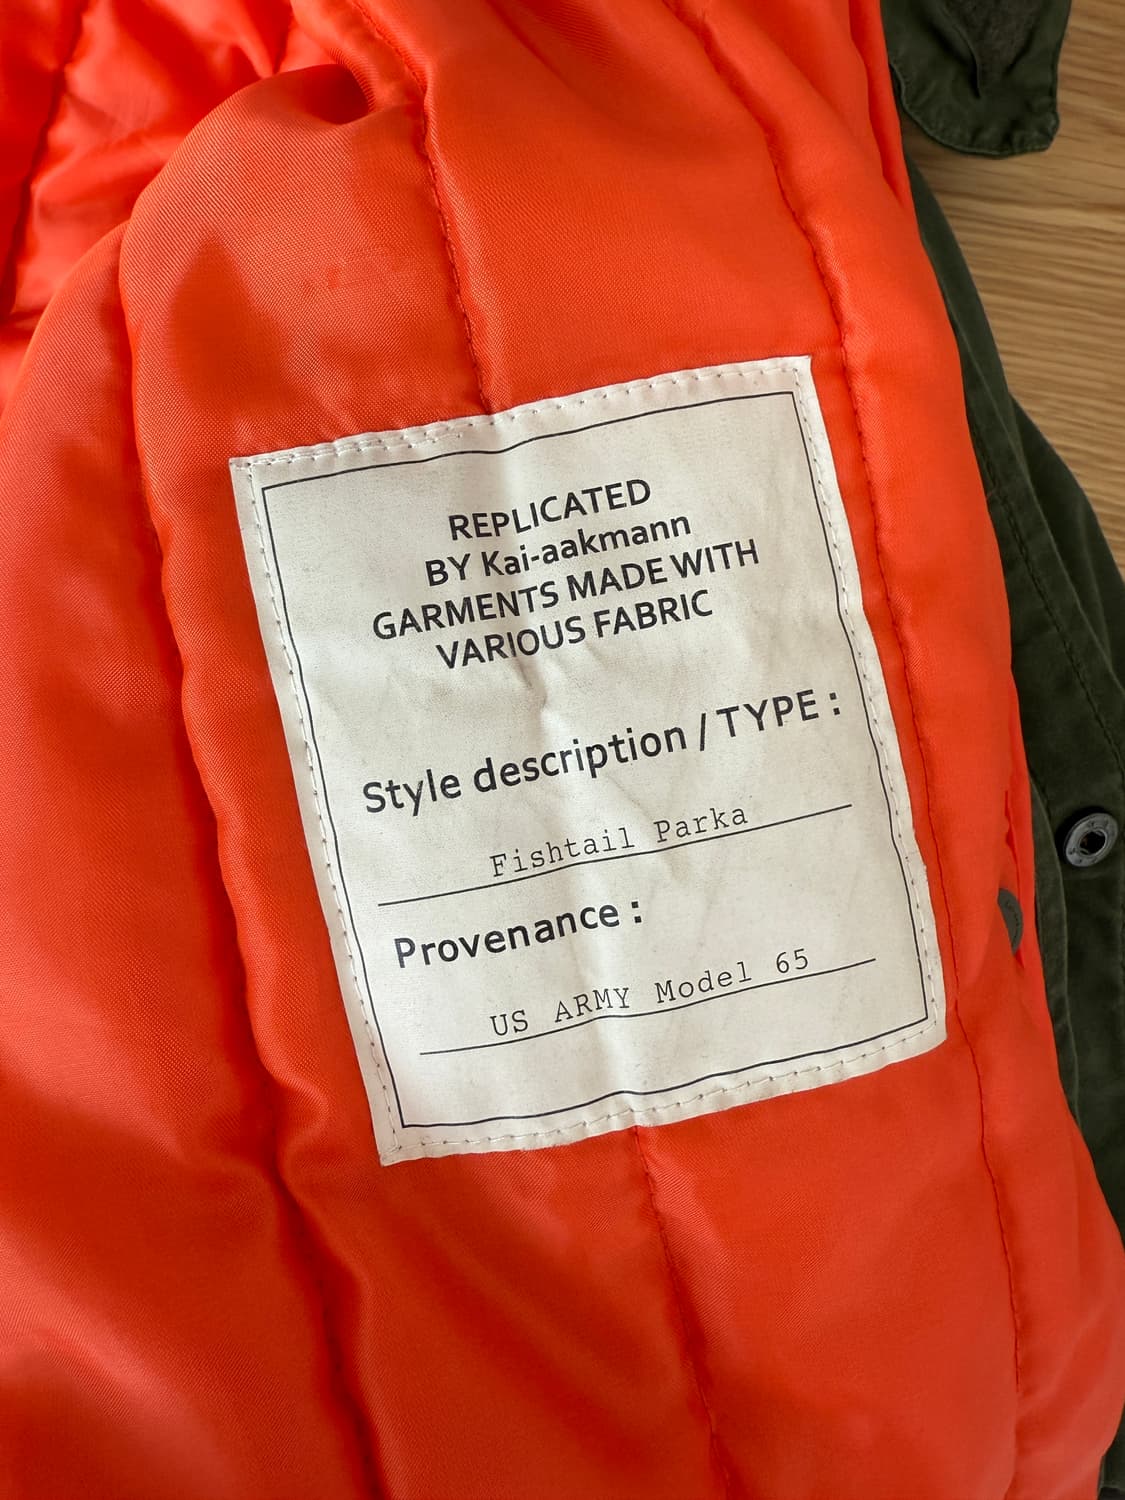 REPLICATED
BY Kai-aakmann
GARMENTS MADE WITH
VARIOUS FABRIC
Style description / TYPE :
Fishtail Parka
Provenance :
US ARMY Model 65